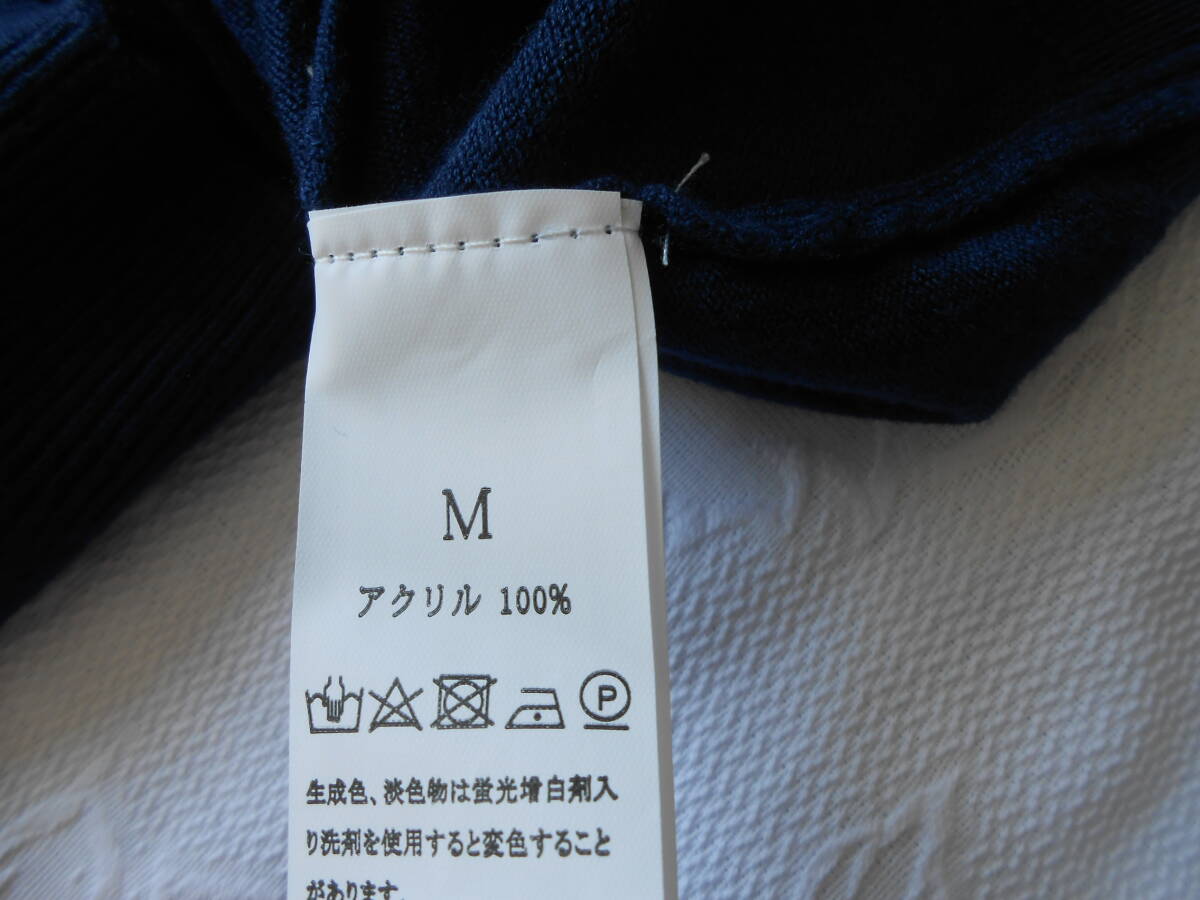 M
アクリル 100%
P
生成色、淡色物は蛍光増白剤入
り洗剤を使用すると変色すること
があります。